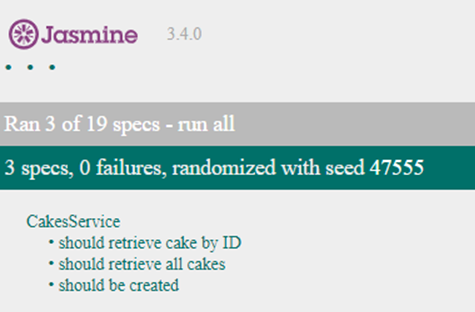 Jasmine 3.4.0
• • •
Ran 3 of 19 specs - run all
3 specs, 0 failures, randomized with seed 47555
CakesService
• should retrieve cake by ID
• should retrieve all cakes
• should be created